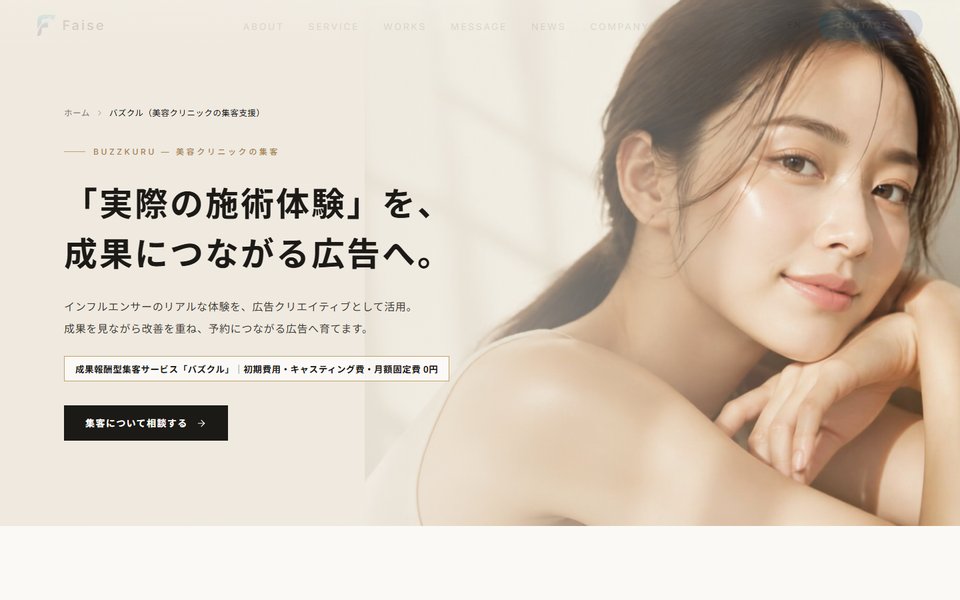 Faise
ABOUT SERVICE WORKS MESSAGE NEWS COMPANY EN CONTACT
ホーム > バズクル（美容クリニックの集客支援）
BUZZKURU — 美容クリニックの集客
「実際の施術体験」を、
成果につながる広告へ。
インフルエンサーのリアルな体験を、広告クリエイティブとして活用。
成果を見ながら改善を重ね、予約につながる広告へ育てます。
成果報酬型集客サービス「バズクル」｜初期費用・キャスティング費・月額固定費 0円
集客について相談する →